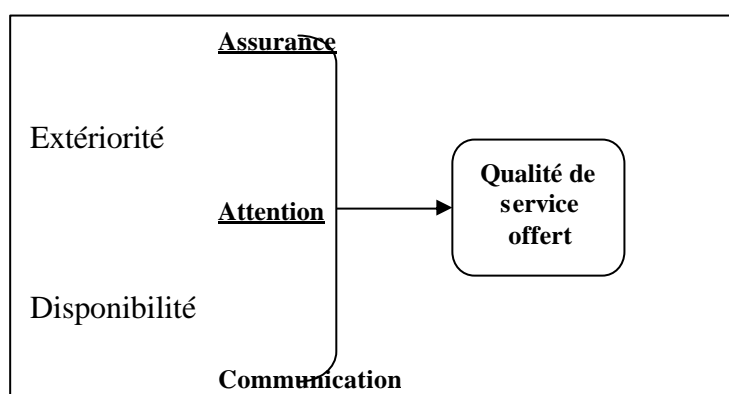 Assurance
Extériorité
Attention
Disponibilité
Communication
Qualité de
service
offert